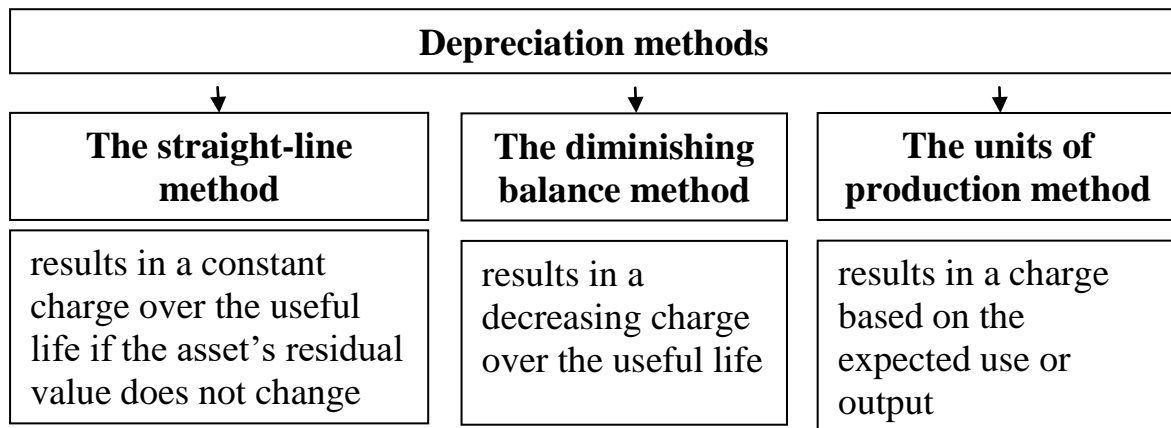 Depreciation methods
The straight-line
method
results in a constant
charge over the useful
life if the asset’s residual
value does not change
The diminishing
balance method
results in a
decreasing charge
over the useful life
The units of
production method
results in a charge
based on the
expected use or
output